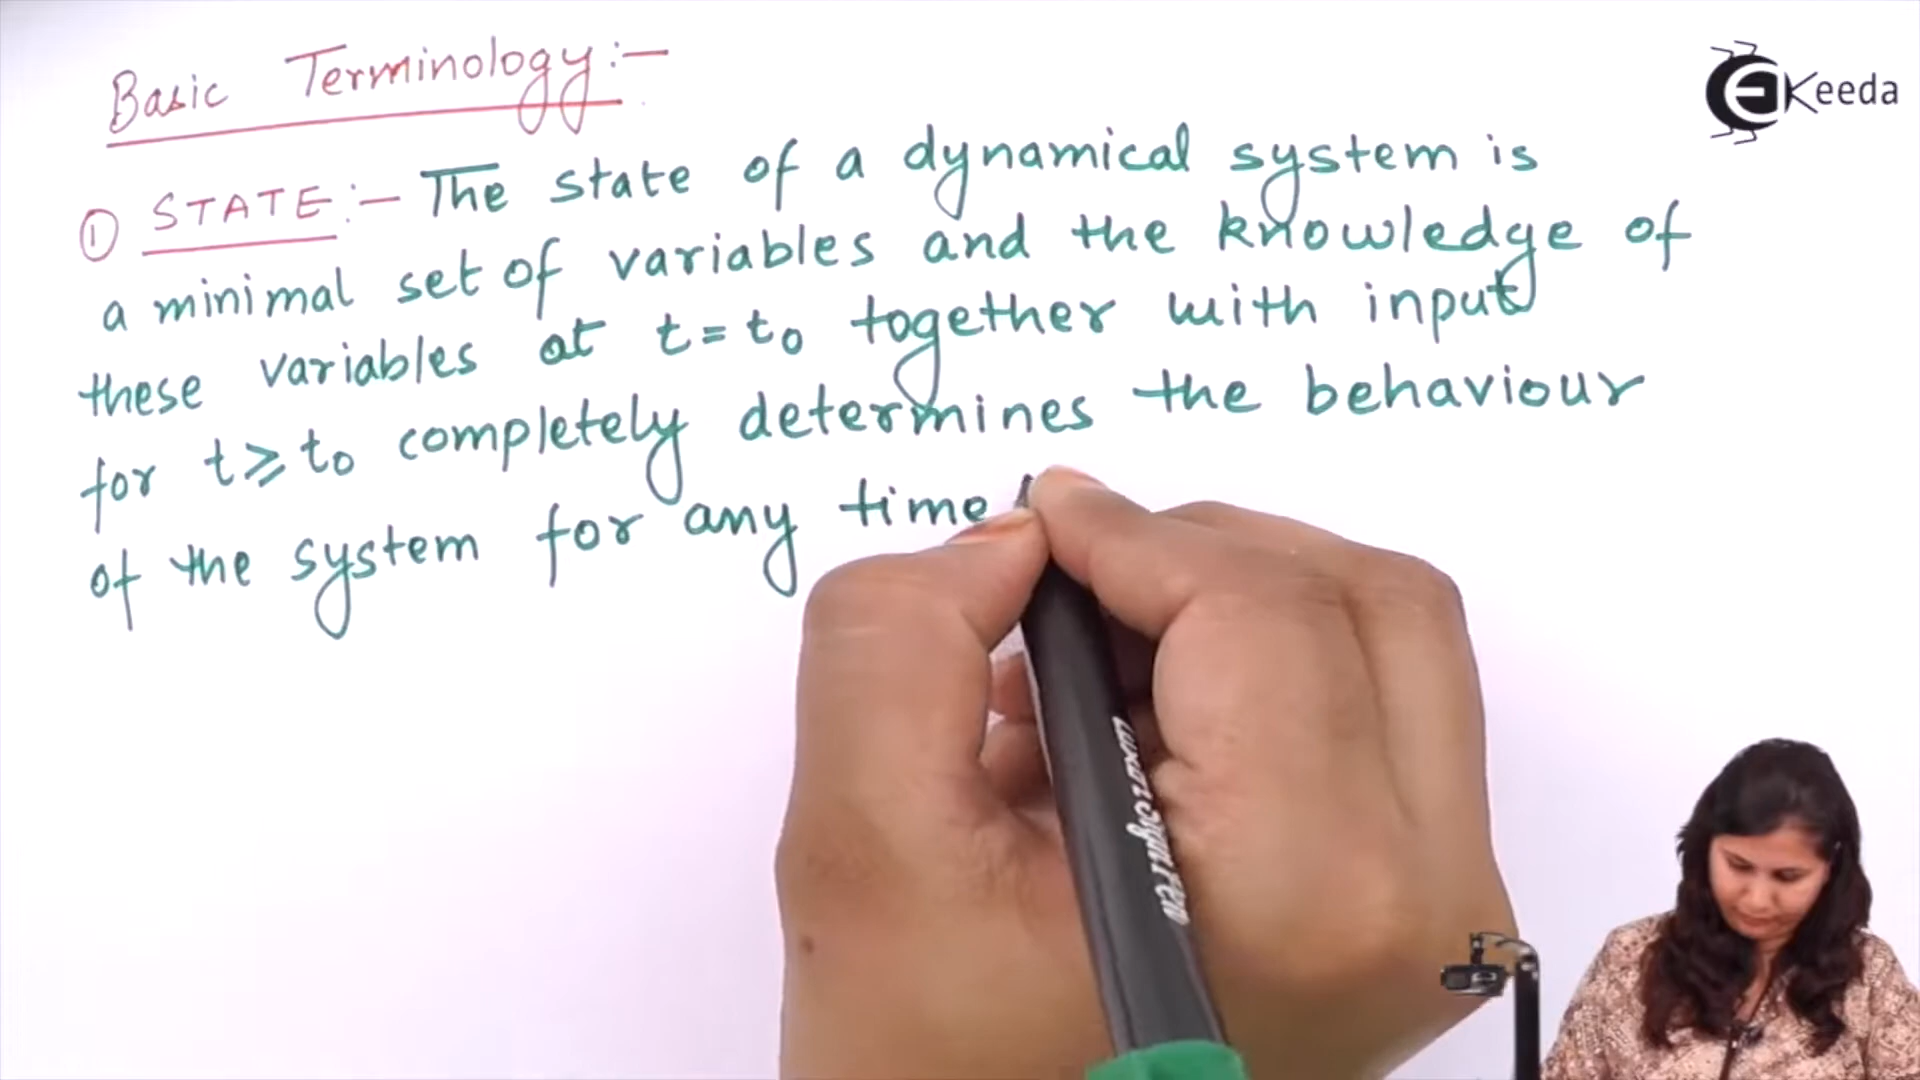 Basic Terminology:-
Keeda
① STATE:- The state of a dynamical system is
a minimal set of variables and the knowledge of
these variables at t=t₀ together with input
for t⩾t₀ completely determines the behaviour
of the system for any time